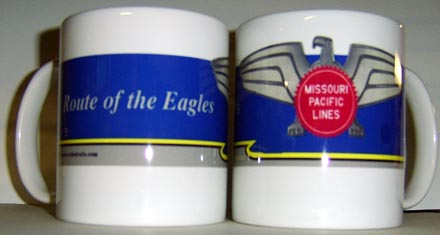 Route of the Eagles
MISSOURI
PACIFIC
LINES